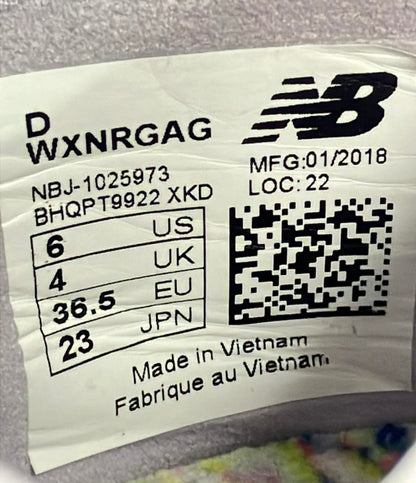 D
WXNRGAG
NB
NBJ-1025973
BHQPT9922 XKD
MFG:01/2018
LOC: 22
6 US
4 UK
36.5 EU
23 JPN
Made in Vietnam
Fabrique au Vietnam